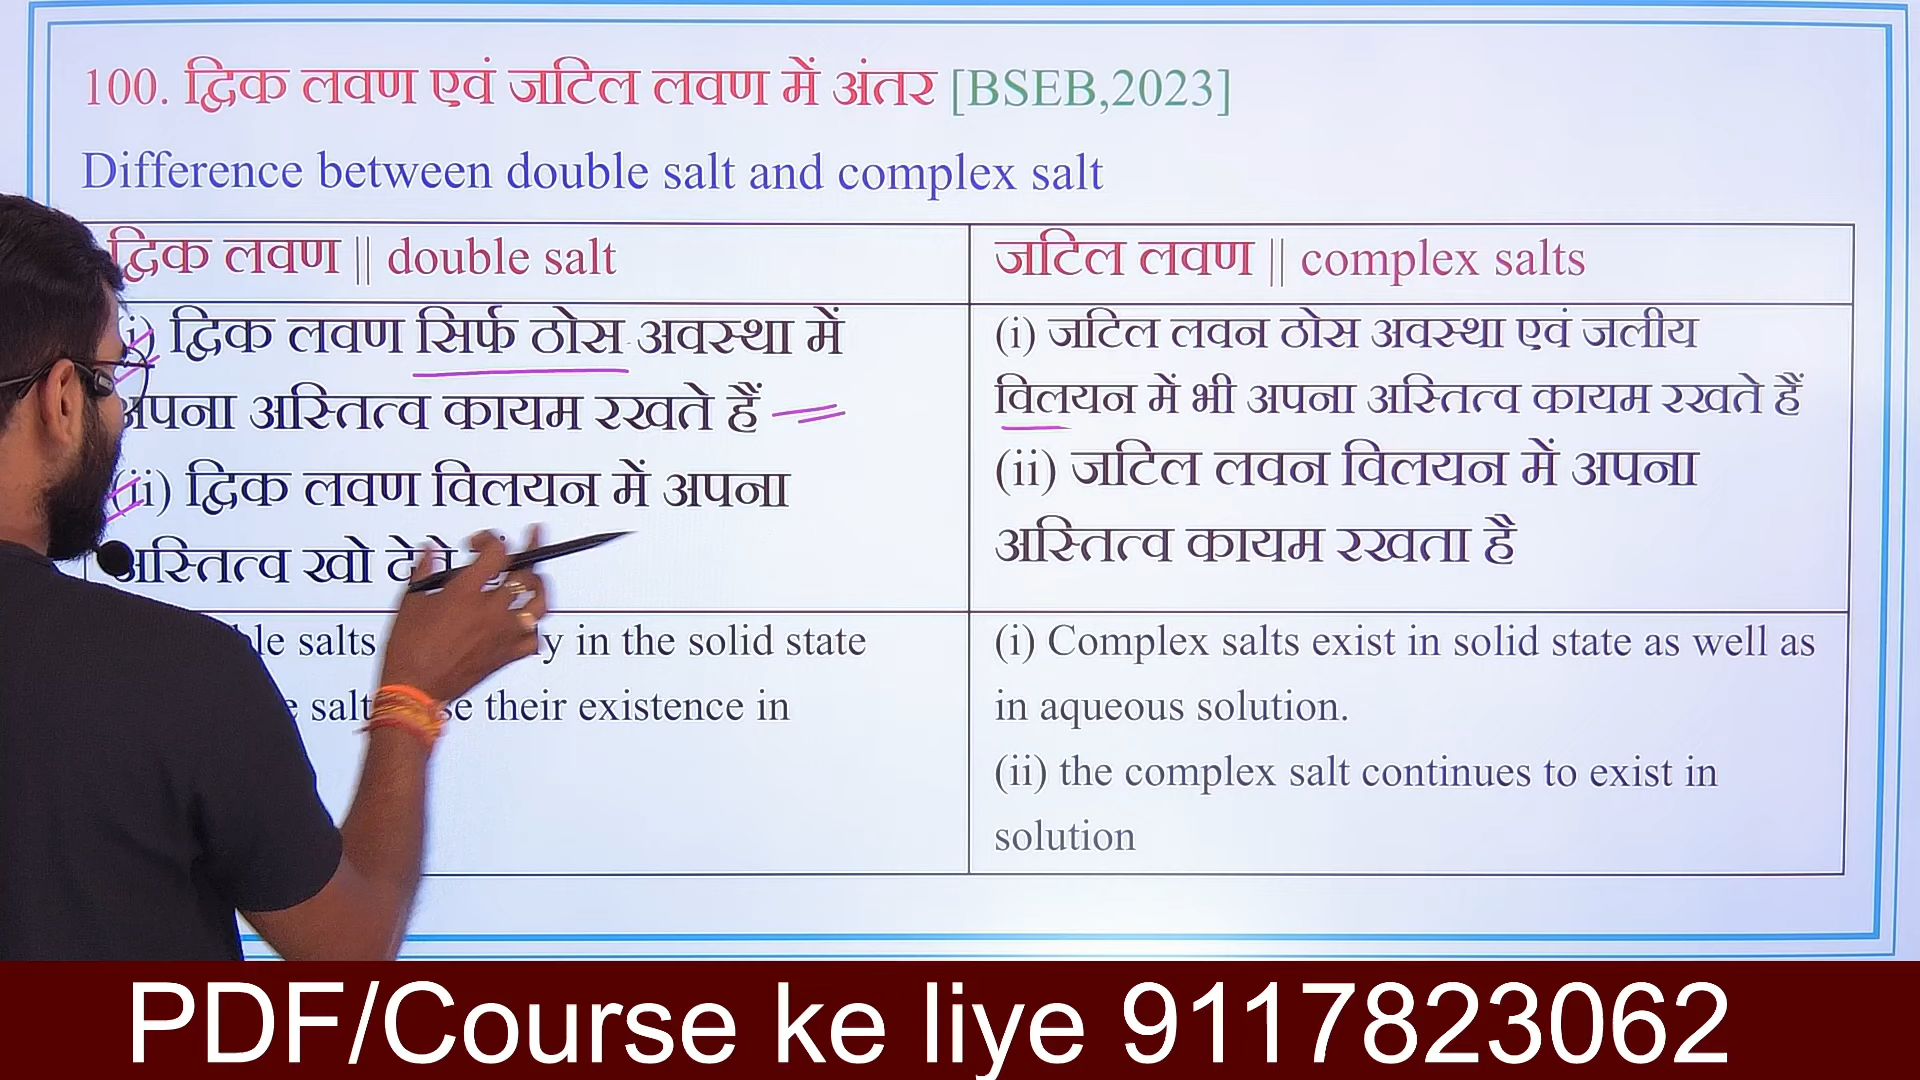 100. द्विक लवण एवं जटिल लवण में अंतर [BSEB,2023]
Difference between double salt and complex salt
द्विक लवण || double salt
(i) द्विक लवण सिर्फ ठोस अवस्था में
अपना अस्तित्व कायम रखते हैं
(ii) द्विक लवण विलयन में अपना
अस्तित्व खो देते
salts in the solid state
their existence in
जटिल लवण || complex salts
(i) जटिल लवन ठोस अवस्था एवं जलीय
विलयन में भी अपना अस्तित्व कायम रखते हैं
(ii) जटिल लवन विलयन में अपना
अस्तित्व कायम रखता है
(i) Complex salts exist in solid state as well as
in aqueous solution.
(ii) the complex salt continues to exist in
solution
PDF/Course ke liye 9117823062